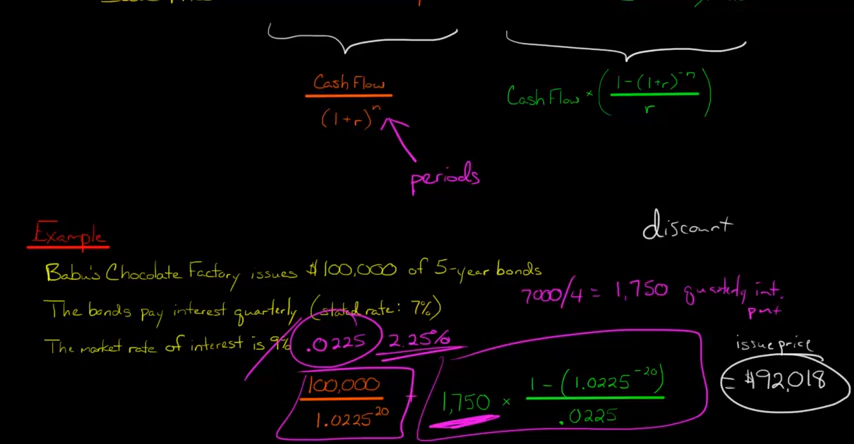 Cash Flow
(1+r)^n
Cash Flow × (1-(1+r)^-n / r)
periods
discount
Example
Babu's Chocolate Factory issues $100,000 of 5-year bonds
The bonds pay interest quarterly (stated rate: 7%)
7000/4 = 1,750 quarterly int.
pmt
The market rate of interest is 9% .0225 2.25%
issue price
100,000
1.0225^20
+
1,750 × 1-(1.0225^-20)
.0225
= $92,018